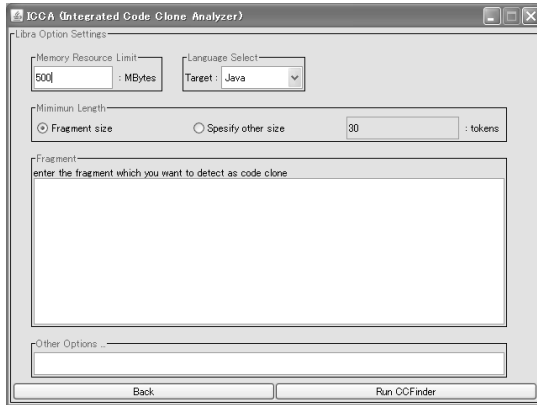 ICCA (Integrated Code Clone Analyzer)
Libra Option Settings
Memory Resource Limit
Language Select
500 : MBytes
Target : Java
Mimimun Length
Fragment size
Spesify other size
30 : tokens
Fragment
enter the fragment which you want to detect as code clone
Other Options ...
Back
Run CCFinder